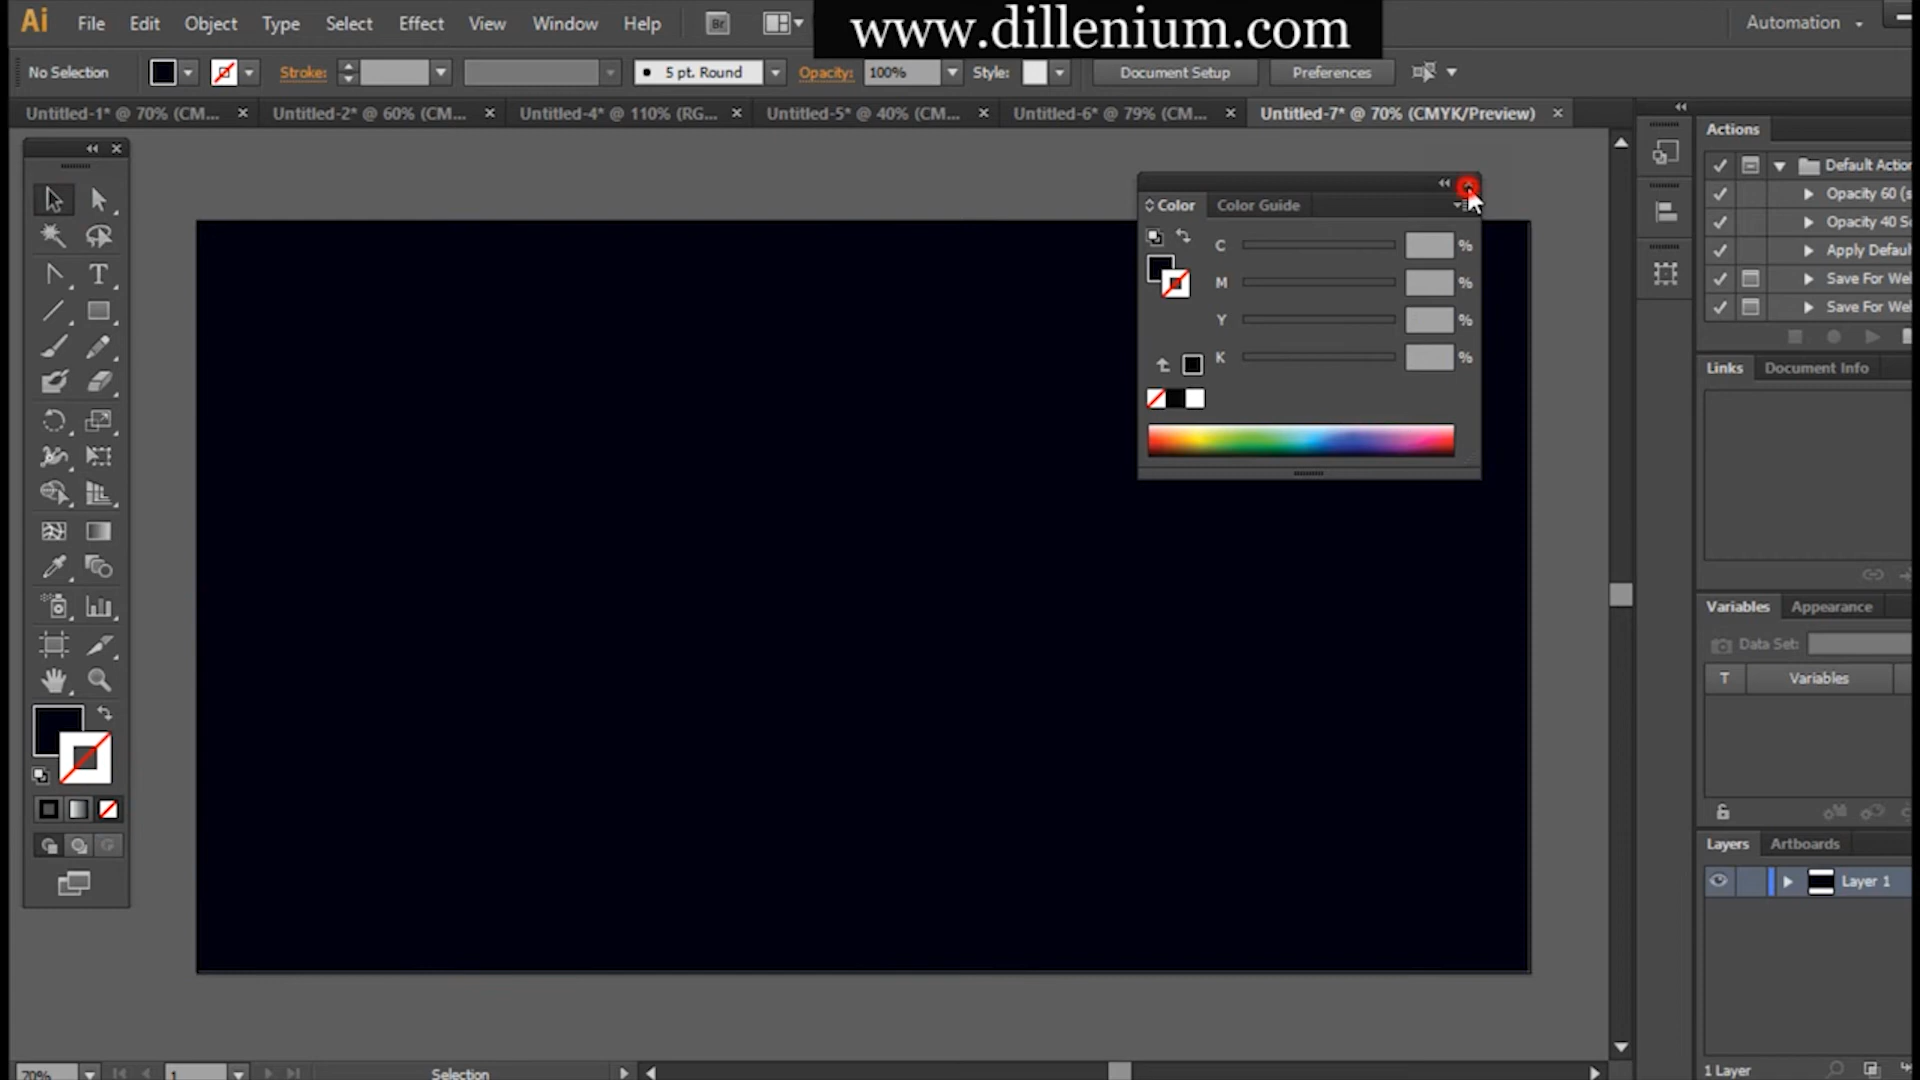 www.dillenium.com
Ai File Edit Object Type Select Effect View Window Help Br Automation
No Selection Stroke: 5 pt. Round Opacity: 100% Style: Document Setup Preferences
Untitled-1* @ 70% (CM... Untitled-2* @ 60% (CM... Untitled-4* @ 110% (RG... Untitled-5* @ 40% (CM... Untitled-6* @ 79% (CM... Untitled-7* @ 70% (CMYK/Preview)
Color Color Guide
C %
M %
Y %
K %
Actions
Default Actio
Opacity 60 (s
Opacity 40 S
Apply Defaul
Save For We
Save For We
Links Document Info
Variables Appearance
Data Set:
T Variables
Layers Artboards
Layer 1
1 Layer
70% 1 Selection